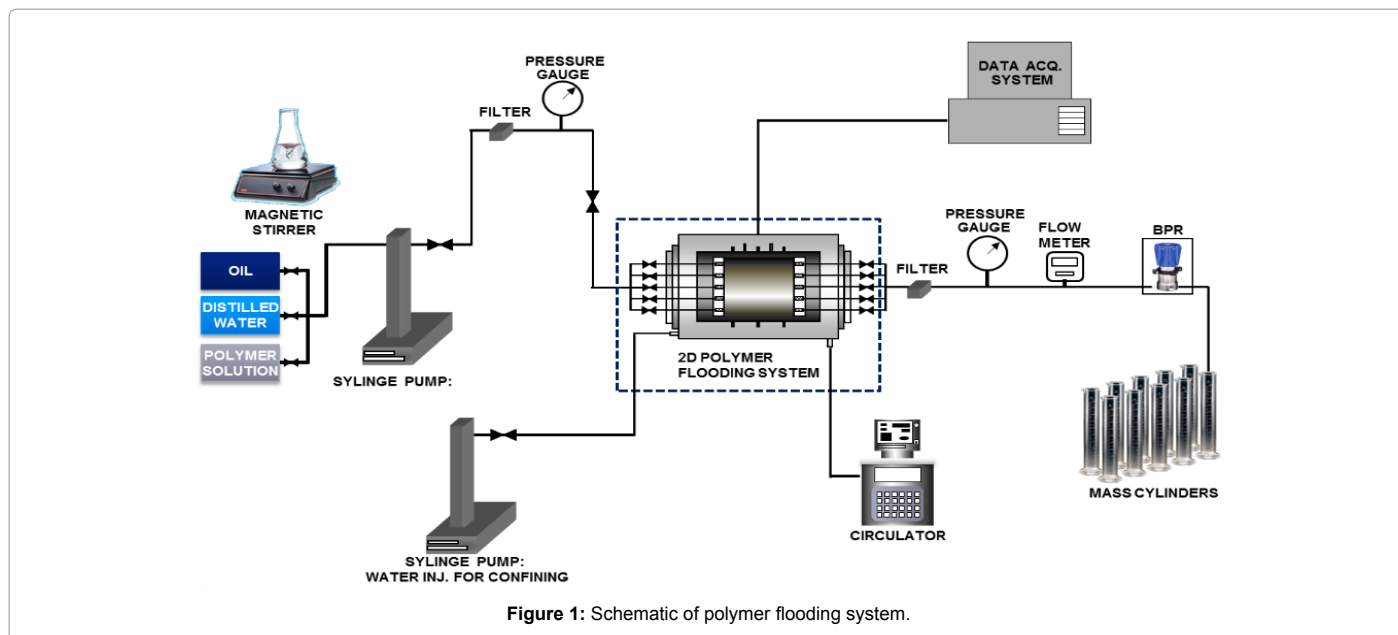 PRESSURE
GAUGE
FILTER
DATA ACQ.
SYSTEM
MAGNETIC
STIRRER
OIL
DISTILLED
WATER
POLYMER
SOLUTION
SYLINGE PUMP:
2D POLYMER
FLOODING SYSTEM
FILTER
PRESSURE
GAUGE
FLOW
METER
BPR
MASS CYLINDERS
CIRCULATOR
SYLINGE PUMP:
WATER INJ. FOR CONFINING
Figure 1: Schematic of polymer flooding system.